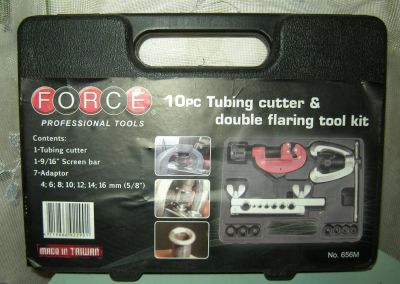 FORCE
PROFESSIONAL TOOLS
10PC Tubing cutter &
double flaring tool kit
Contents:
1-Tubing cutter
1-9/16" Screen bar
7-Adaptor
4; 6; 8; 10; 12; 14; 16 mm (5/8")
MADE IN TAIWAN
No. 656M